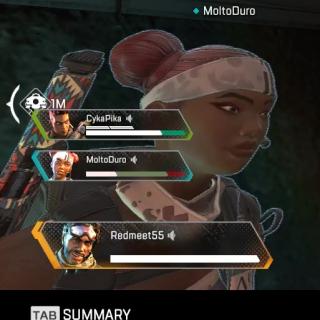 MoltoDuro
1M
CykaPika
MoltoDuro
Redmeet55
TAB SUMMARY